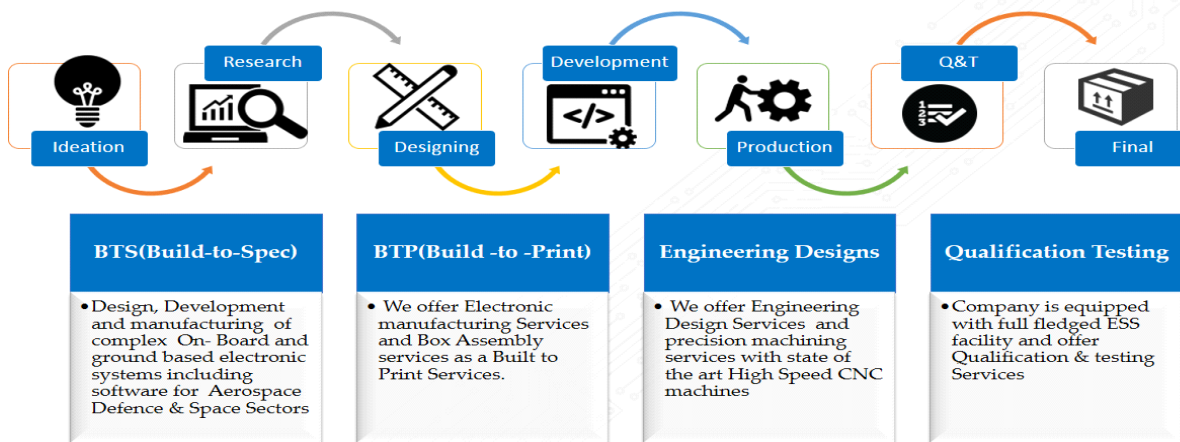 Ideation
Research
Designing
Development
</>
Production
Q&T
1
2
3
Final
BTS(Build-to-Spec)
•Design, Development
and manufacturing of
complex On- Board and
ground based electronic
systems including
software for Aerospace
Defence & Space Sectors
BTP(Build -to -Print)
• We offer Electronic
manufacturing Services
and Box Assembly
services as a Built to
Print Services.
Engineering Designs
• We offer Engineering
Design Services and
precision machining
services with state of
the art High Speed CNC
machines
Qualification Testing
•Company is equipped
with full fledged ESS
facility and offer
Qualification & testing
Services